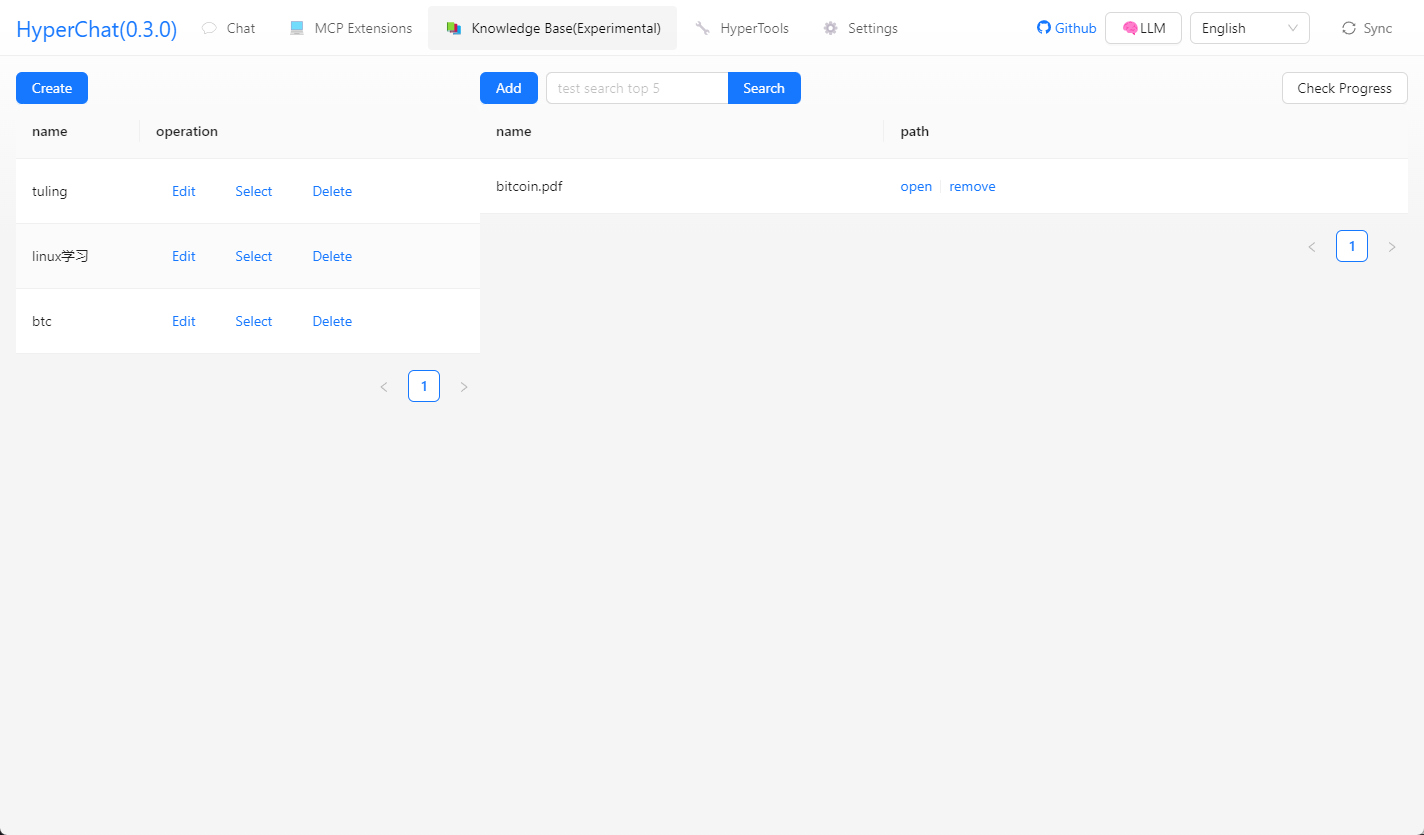 HyperChat(0.3.0) Chat MCP Extensions Knowledge Base(Experimental) HyperTools Settings Github LLM English Sync
Create
name operation
tuling Edit Select Delete
linux学习 Edit Select Delete
btc Edit Select Delete
< 1 >
Add test search top 5 Search Check Progress
name path
bitcoin.pdf open remove
< 1 >